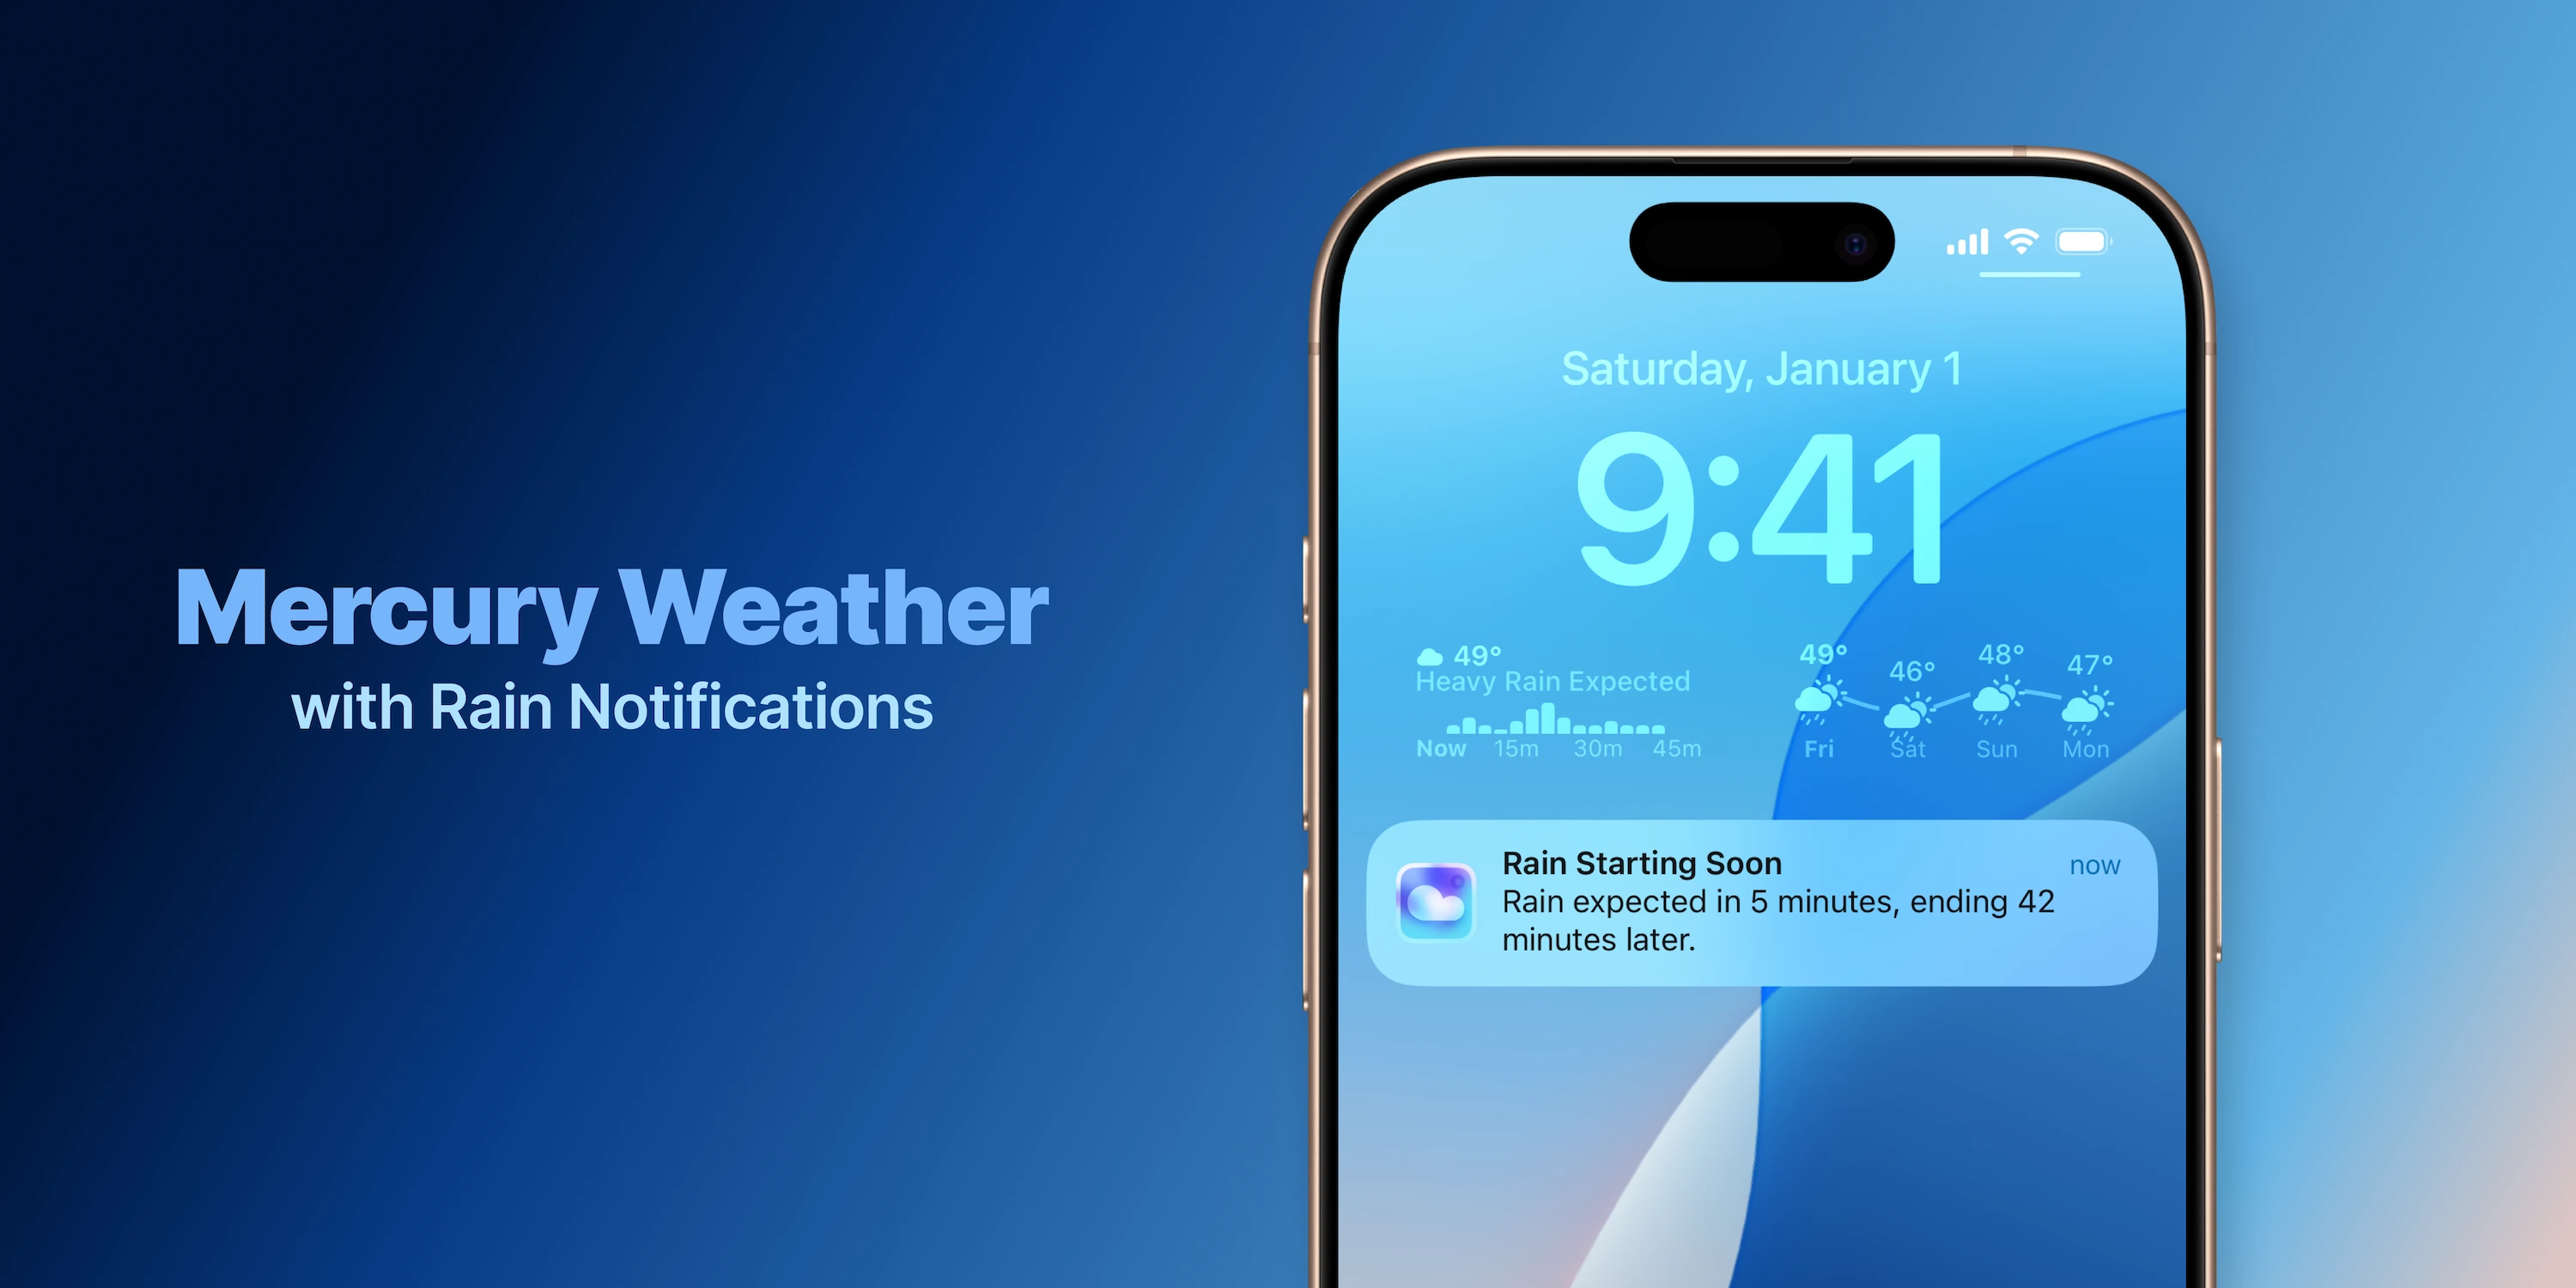 Mercury Weather
with Rain Notifications
Saturday, January 1
9:41
49°
Heavy Rain Expected
Now 15m 30m 45m
49° 46° 48° 47°
Fri Sat Sun Mon
Rain Starting Soon now
Rain expected in 5 minutes, ending 42
minutes later.